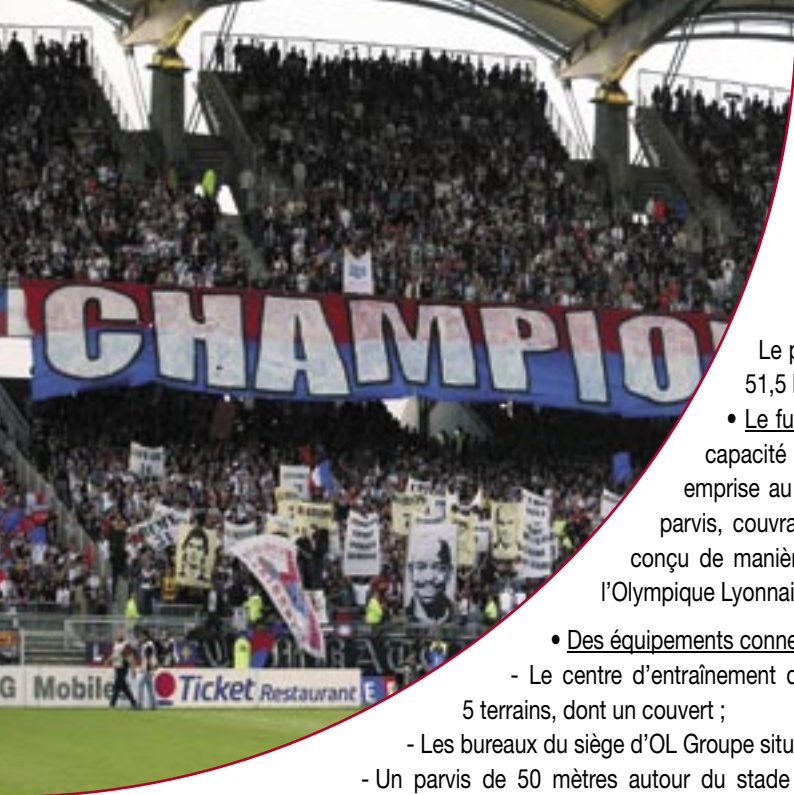 CHAMPIO
G Mobile
Ticket Restaurant
Le p
51,5
• Le fu
capacité
emprise au
parvis, couvra
conçu de manièr
l'Olympique Lyonnai
• Des équipements conne
- Le centre d'entraînement d
5 terrains, dont un couvert ;
- Les bureaux du siège d'OL Groupe situ
- Un parvis de 50 mètres autour du stade